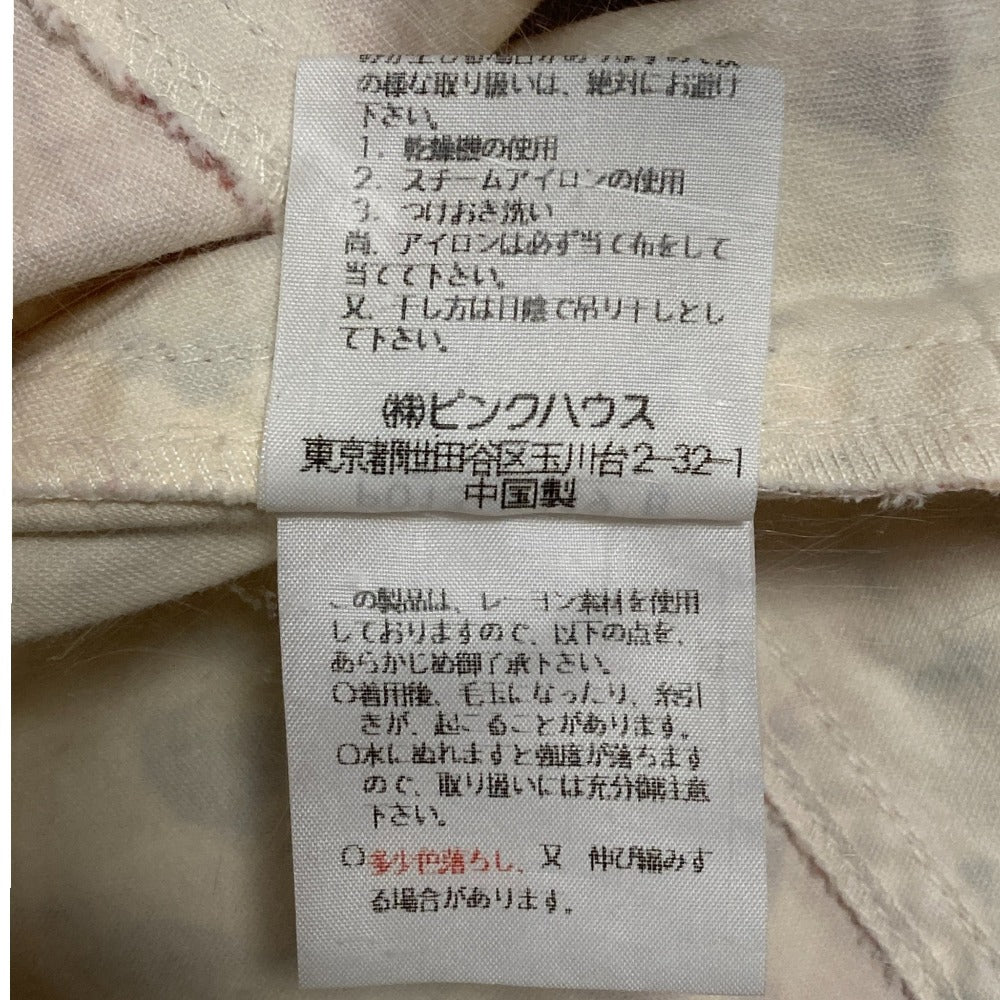 の様な取り扱いは、絶対にお避け
下さい。
1. 乾燥機の使用
2. スチームアイロンの使用
3. つけおき洗い
尚、アイロンは必ず当て布をして
当てて下さい。
又、干し方は日陰で吊り干しとし
て下さい。
㈱ピンクハウス
東京都世田谷区玉川台2-32-1
中国製
この製品は、レーヨン素材を使用
しておりますので、以下の点を、
あらかじめ御了承下さい。
○着用後、毛玉になったり、糸引
きが、起こることがあります。
○水にぬれますと強度が落ちます
ので、取り扱いには充分御注意
下さい。
○多少色落ちし、又 伸び縮みす
る場合があります。